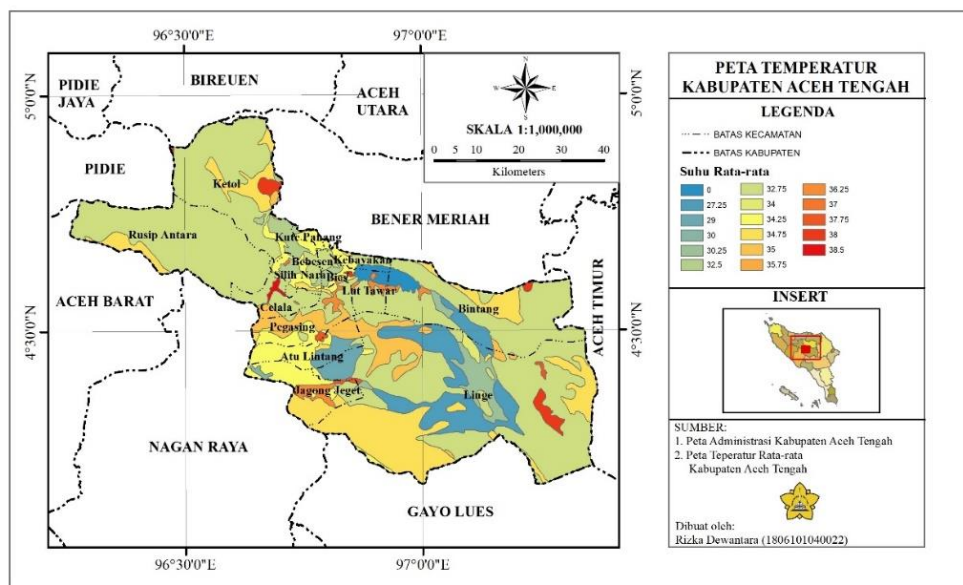 96°30'0"E
97°0'0"E
5°0'0"N
4°30'0"N
PIDIE
JAYA
BIREUEN
ACEH
UTARA
N
W
E
S
SKALA 1:1,000,000
0
5
10
20
30
40
Kilometers
PIDIE
Ketol
BENER MERIAH
Rusip Antara
Kute Panang
Bebesen
Kebayakan
Silih Nara
Bies
Lut Tawar
ACEH BARAT
Celala
Bintang
ACEH TIMUR
Pegasing
Atu Lintang
Jagong Jeget
Linge
NAGAN RAYA
GAYO LUES
5°0'0"N
4°30'0"N
96°30'0"E
97°0'0"E
PETA TEMPERATUR
KABUPATEN ACEH TENGAH
LEGENDA
BATAS KECAMATAN
BATAS KABUPATEN
Suhu Rata-rata
0
27.25
29
30
30.25
32.5
32.75
34
34.25
34.75
35
35.75
36.25
37
37.75
38
38.5
INSERT
SUMBER:
1. Peta Administrasi Kabupaten Aceh Tengah
2. Peta Teperatur Rata-rata
Kabupaten Aceh Tengah
Dibuat oleh:
Rizka Dewantara (1806101040022)